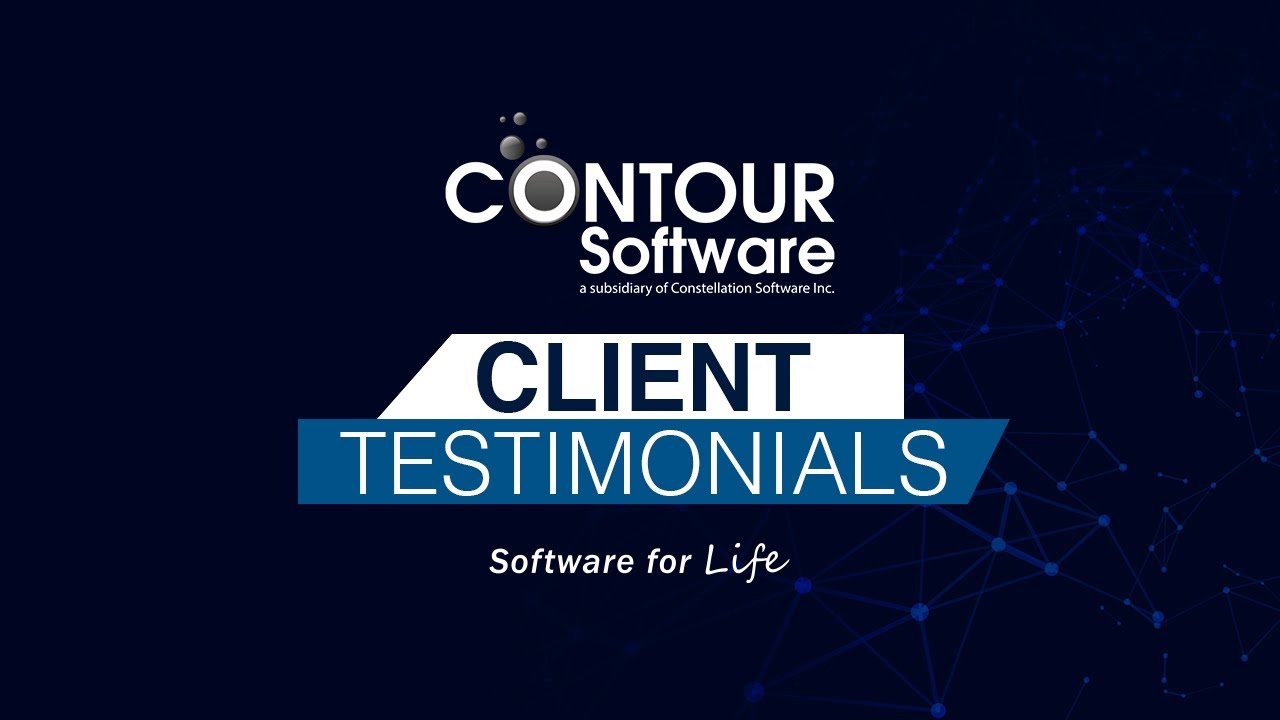 CONTOUR
Software
a subsidiary of Constellation Software Inc.
CLIENT
TESTIMONIALS
Software for Life